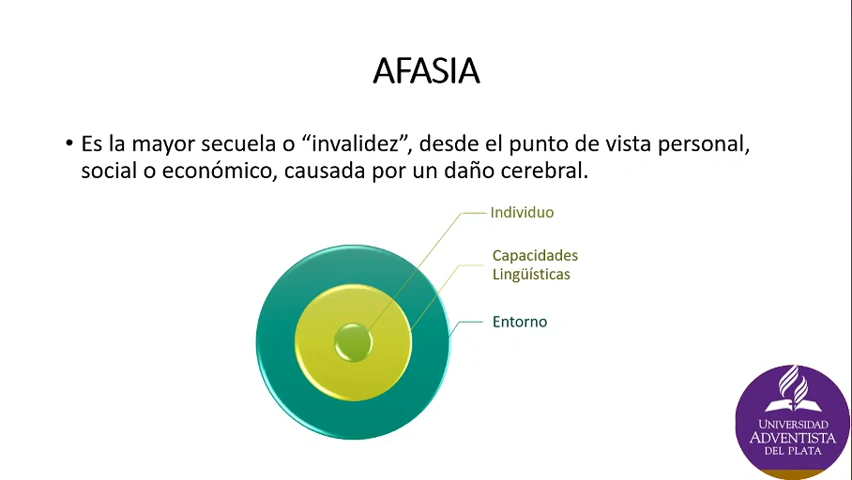 AFASIA
• Es la mayor secuela o “invalidez”, desde el punto de vista personal,
social o económico, causada por un daño cerebral.
Individuo
Capacidades
Lingüísticas
Entorno
UNIVERSIDAD
ADVENTISTA
DEL PLATA